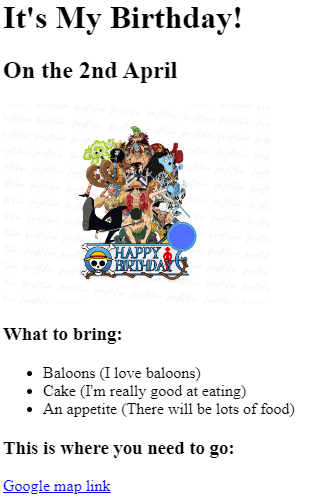 It's My Birthday!
On the 2nd April
HAPPY
BIRTHDAY
What to bring:
Baloons (I love baloons)
Cake (I'm really good at eating)
An appetite (There will be lots of food)
This is where you need to go:
Google map link